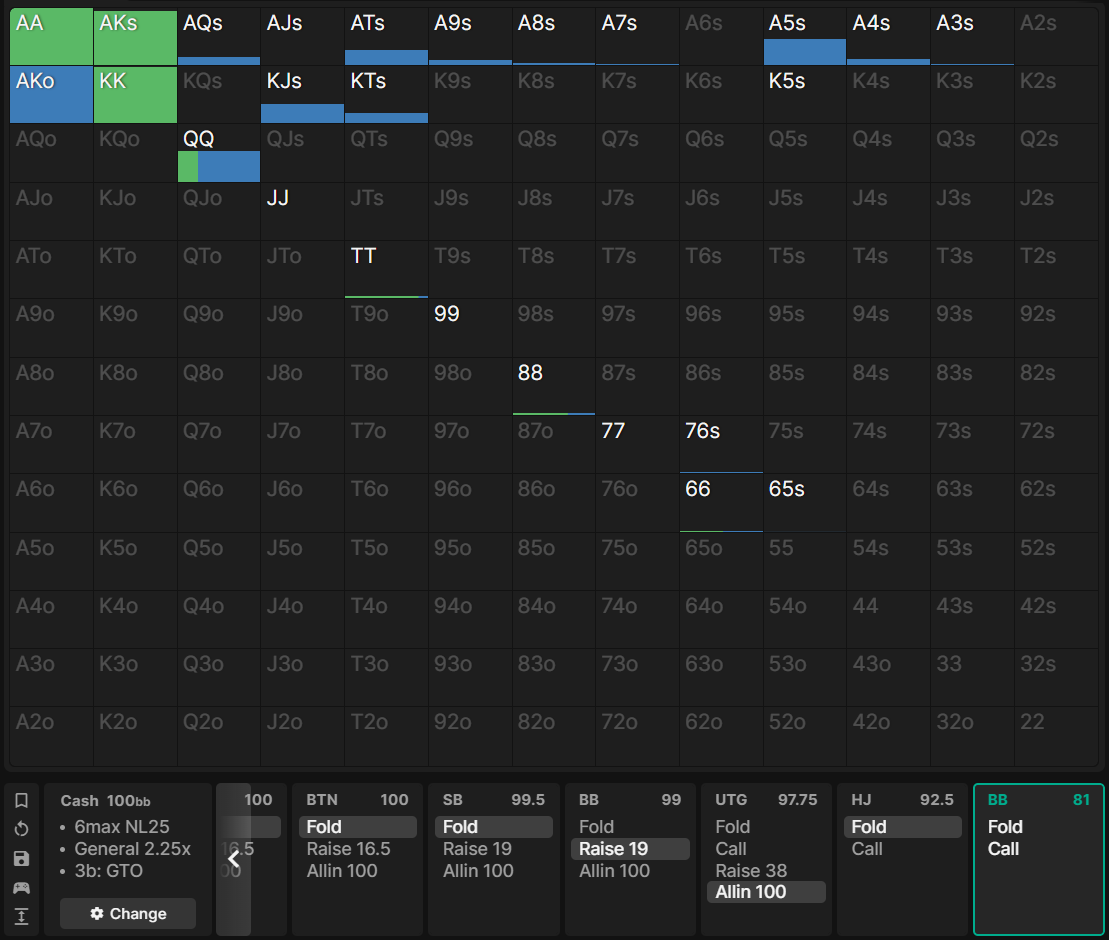 AA AKs AQs AJs ATs A9s A8s A7s A6s A5s A4s A3s A2s
AKo KK KQs KJs KTs K9s K8s K7s K6s K5s K4s K3s K2s
AQo KQo QQ QJs QTs Q9s Q8s Q7s Q6s Q5s Q4s Q3s Q2s
AJo KJo QJo JJ JTs J9s J8s J7s J6s J5s J4s J3s J2s
ATo KTo QTo JTo TT T9s T8s T7s T6s T5s T4s T3s T2s
A9o K9o Q9o J9o T9o 99 98s 97s 96s 95s 94s 93s 92s
A8o K8o Q8o J8o T8o 98o 88 87s 86s 85s 84s 83s 82s
A7o K7o Q7o J7o T7o 97o 87o 77 76s 75s 74s 73s 72s
A6o K6o Q6o J6o T6o 96o 86o 76o 66 65s 64s 63s 62s
A5o K5o Q5o J5o T5o 95o 85o 75o 65o 55 54s 53s 52s
A4o K4o Q4o J4o T4o 94o 84o 74o 64o 54o 44 43s 42s
A3o K3o Q3o J3o T3o 93o 83o 73o 63o 53o 43o 33 32s
A2o K2o Q2o J2o T2o 92o 82o 72o 62o 52o 42o 32o 22
Cash 100bb
• 6max NL25
• General 2.25x
• 3b: GTO
Change
100
16.5
00
BTN 100
Fold
Raise 16.5
Allin 100
SB 99.5
Fold
Raise 19
Allin 100
BB 99
Fold
Raise 19
Allin 100
UTG 97.75
Fold
Call
Raise 38
Allin 100
HJ 92.5
Fold
Call
BB 81
Fold
Call